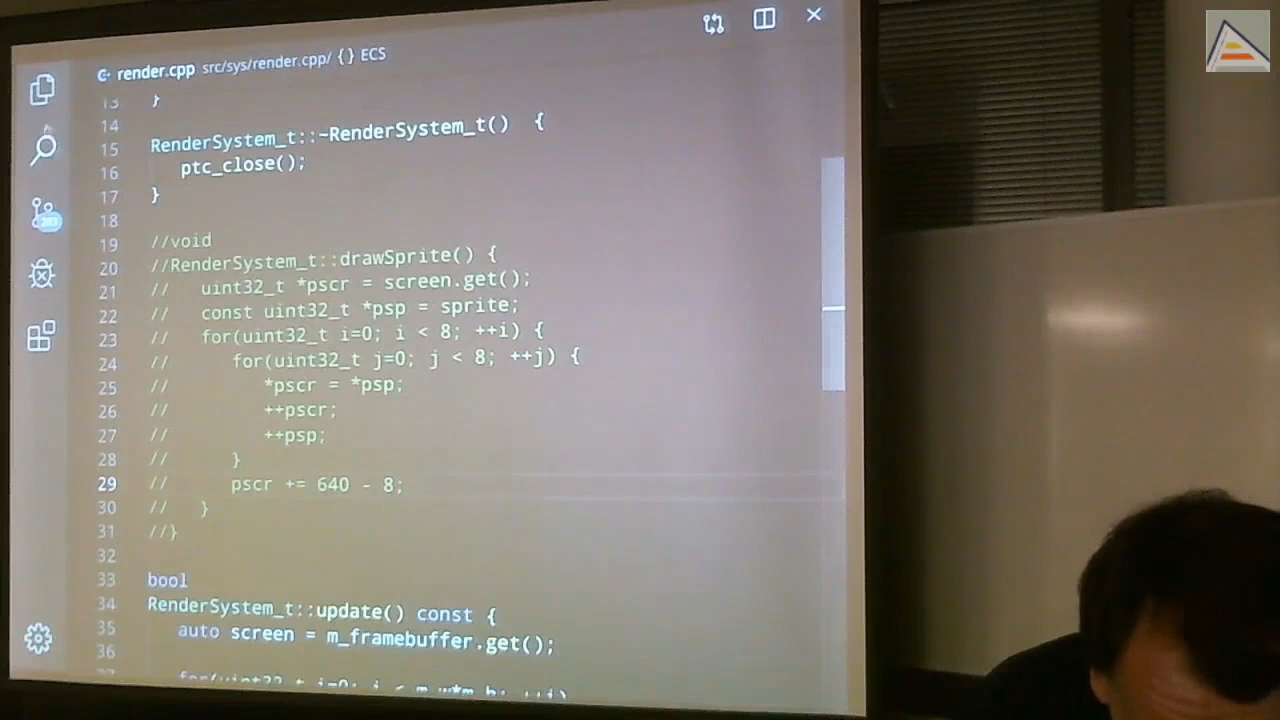 render.cpp src/sys/render.cpp/ {} ECS
13 }
14
15 RenderSystem_t::~RenderSystem_t() {
16 ptc_close();
17 }
18
19 //void
20 //RenderSystem_t::drawSprite() {
21 // uint32_t *pscr = screen.get();
22 // const uint32_t *psp = sprite;
23 // for(uint32_t i=0; i < 8; ++i) {
24 // for(uint32_t j=0; j < 8; ++j) {
25 // *pscr = *psp;
26 // ++pscr;
27 // ++psp;
28 // }
29 // pscr += 640 - 8;
30 // }
31 //}
32
33 bool
34 RenderSystem_t::update() const {
35 auto screen = m_framebuffer.get();
36